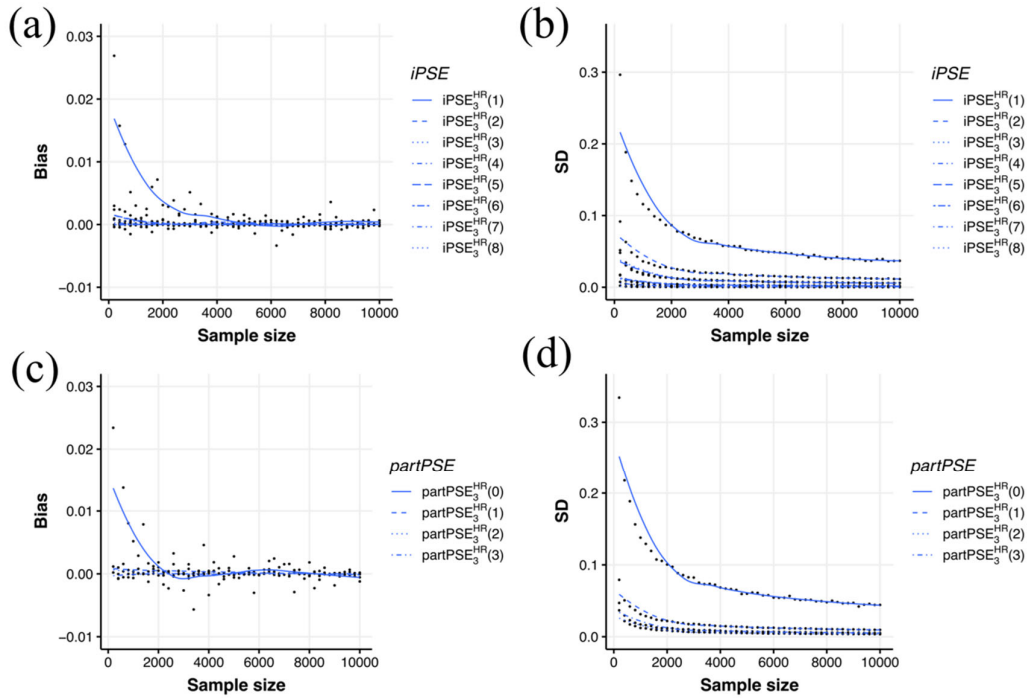 (a)
0.03
0.02
0.01
0.00
−0.01
Bias
0 2000 4000 6000 8000 10000
Sample size
iPSE
iPSE₃ᴴᴿ(1)
iPSE₃ᴴᴿ(2)
iPSE₃ᴴᴿ(3)
iPSE₃ᴴᴿ(4)
iPSE₃ᴴᴿ(5)
iPSE₃ᴴᴿ(6)
iPSE₃ᴴᴿ(7)
iPSE₃ᴴᴿ(8)
(b)
0.3
0.2
0.1
0.0
SD
0 2000 4000 6000 8000 10000
Sample size
iPSE
iPSE₃ᴴᴿ(1)
iPSE₃ᴴᴿ(2)
iPSE₃ᴴᴿ(3)
iPSE₃ᴴᴿ(4)
iPSE₃ᴴᴿ(5)
iPSE₃ᴴᴿ(6)
iPSE₃ᴴᴿ(7)
iPSE₃ᴴᴿ(8)
(c)
0.03
0.02
0.01
0.00
−0.01
Bias
0 2000 4000 6000 8000 10000
Sample size
partPSE
partPSE₃ᴴᴿ(0)
partPSE₃ᴴᴿ(1)
partPSE₃ᴴᴿ(2)
partPSE₃ᴴᴿ(3)
(d)
0.3
0.2
0.1
0.0
SD
0 2000 4000 6000 8000 10000
Sample size
partPSE
partPSE₃ᴴᴿ(0)
partPSE₃ᴴᴿ(1)
partPSE₃ᴴᴿ(2)
partPSE₃ᴴᴿ(3)